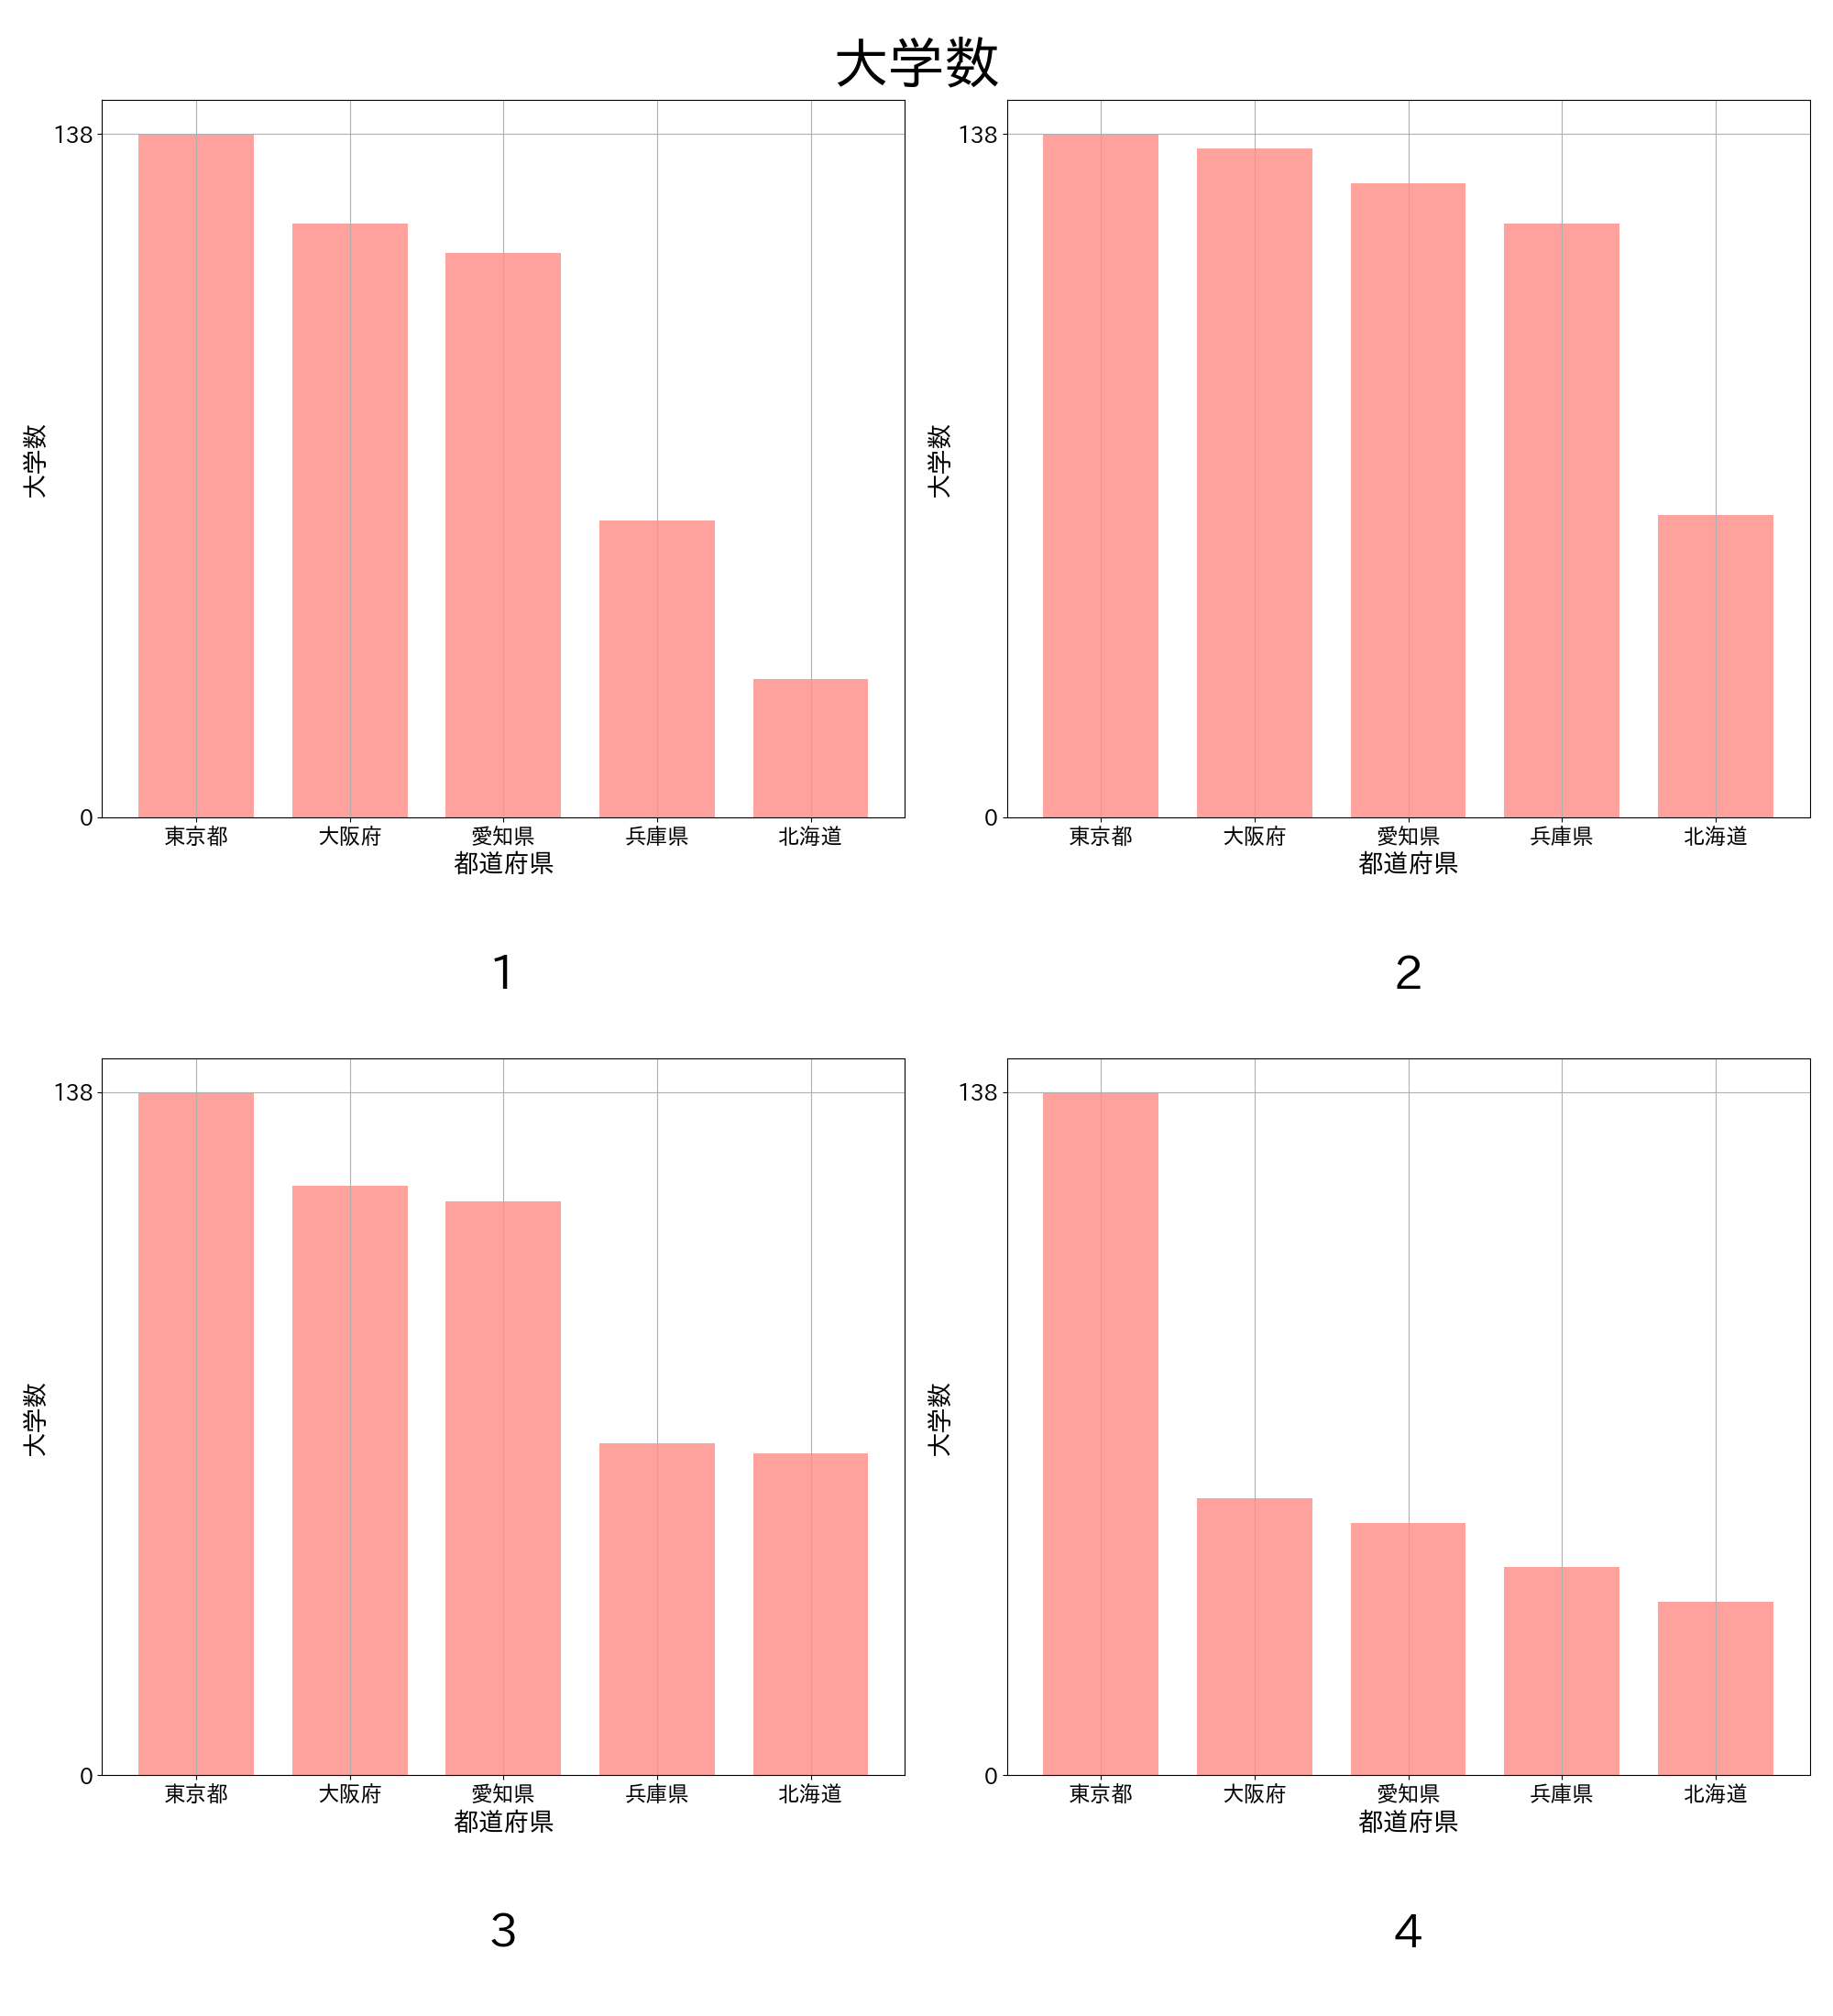 大学数
138
0
大学数
東京都 大阪府 愛知県 兵庫県 北海道
都道府県
1
138
0
大学数
東京都 大阪府 愛知県 兵庫県 北海道
都道府県
2
138
0
大学数
東京都 大阪府 愛知県 兵庫県 北海道
都道府県
3
138
0
大学数
東京都 大阪府 愛知県 兵庫県 北海道
都道府県
4